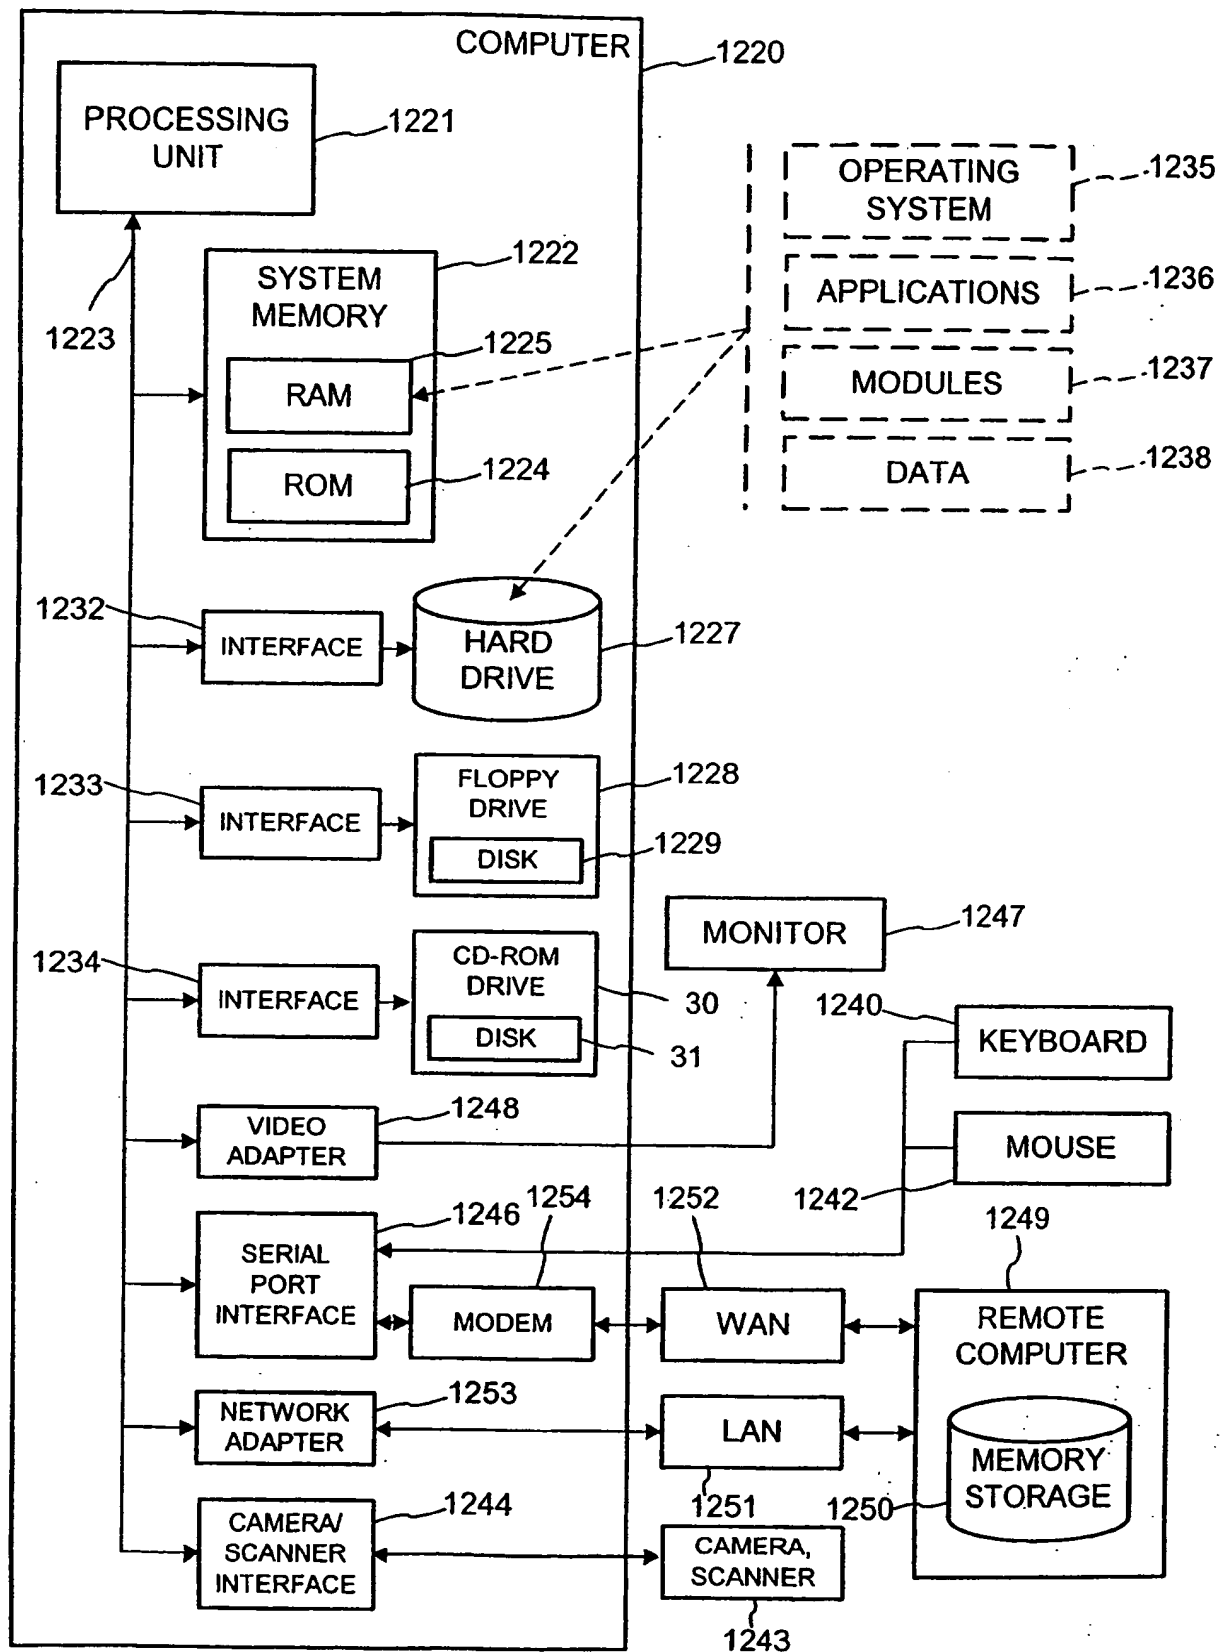 COMPUTER
1220
PROCESSING
UNIT
1221
1223
SYSTEM
MEMORY
1222
1225
RAM
ROM
1224
OPERATING
SYSTEM
1235
APPLICATIONS
1236
MODULES
1237
DATA
1238
1232
INTERFACE
HARD
DRIVE
1227
1233
INTERFACE
FLOPPY
DRIVE
1228
DISK
1229
1234
INTERFACE
CD-ROM
DRIVE
30
DISK
31
MONITOR
1247
1240
KEYBOARD
MOUSE
1242
VIDEO
ADAPTER
1248
1246
SERIAL
PORT
INTERFACE
1254
MODEM
1252
WAN
1249
REMOTE
COMPUTER
MEMORY
STORAGE
1250
NETWORK
ADAPTER
1253
LAN
1251
CAMERA/
SCANNER
INTERFACE
1244
CAMERA,
SCANNER
1243